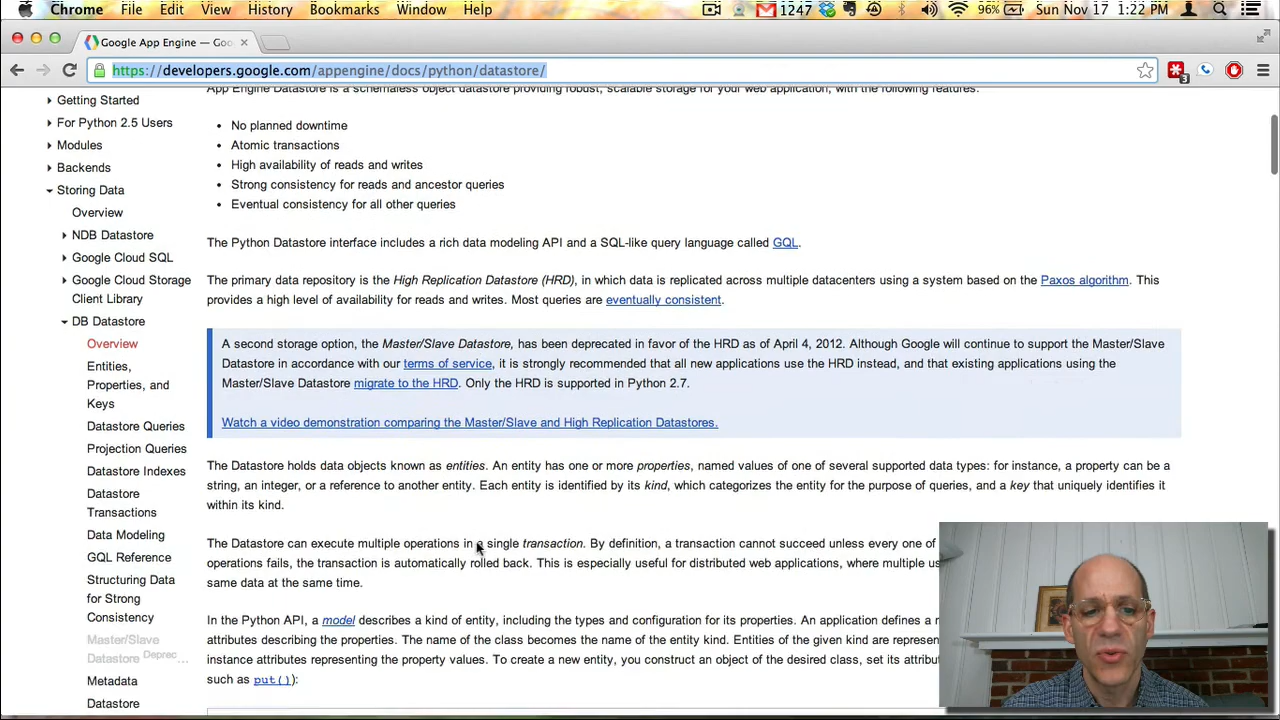 Chrome File Edit View History Bookmarks Window Help 1247 96% Sun Nov 17 1:22 PM
Google App Engine — Goo
https://developers.google.com/appengine/docs/python/datastore/
3
Getting Started
For Python 2.5 Users
Modules
Backends
Storing Data
Overview
NDB Datastore
Google Cloud SQL
Google Cloud Storage
Client Library
DB Datastore
Overview
Entities,
Properties, and
Keys
Datastore Queries
Projection Queries
Datastore Indexes
Datastore
Transactions
Data Modeling
GQL Reference
Structuring Data
for Strong
Consistency
Master/Slave
Datastore Deprec...
Metadata
Datastore
App Engine Datastore is a schemaless object datastore providing robust, scalable storage for your web application, with the following features:
• No planned downtime
• Atomic transactions
• High availability of reads and writes
• Strong consistency for reads and ancestor queries
• Eventual consistency for all other queries
The Python Datastore interface includes a rich data modeling API and a SQL-like query language called GQL.
The primary data repository is the High Replication Datastore (HRD), in which data is replicated across multiple datacenters using a system based on the Paxos algorithm. This
provides a high level of availability for reads and writes. Most queries are eventually consistent.
A second storage option, the Master/Slave Datastore, has been deprecated in favor of the HRD as of April 4, 2012. Although Google will continue to support the Master/Slave
Datastore in accordance with our terms of service, it is strongly recommended that all new applications use the HRD instead, and that existing applications using the
Master/Slave Datastore migrate to the HRD. Only the HRD is supported in Python 2.7.
Watch a video demonstration comparing the Master/Slave and High Replication Datastores.
The Datastore holds data objects known as entities. An entity has one or more properties, named values of one of several supported data types: for instance, a property can be a
string, an integer, or a reference to another entity. Each entity is identified by its kind, which categorizes the entity for the purpose of queries, and a key that uniquely identifies it
within its kind.
The Datastore can execute multiple operations in a single transaction. By definition, a transaction cannot succeed unless every one of
operations fails, the transaction is automatically rolled back. This is especially useful for distributed web applications, where multiple us
same data at the same time.
In the Python API, a model describes a kind of entity, including the types and configuration for its properties. An application defines a r
attributes describing the properties. The name of the class becomes the name of the entity kind. Entities of the given kind are represen
instance attributes representing the property values. To create a new entity, you construct an object of the desired class, set its attribut
such as put():